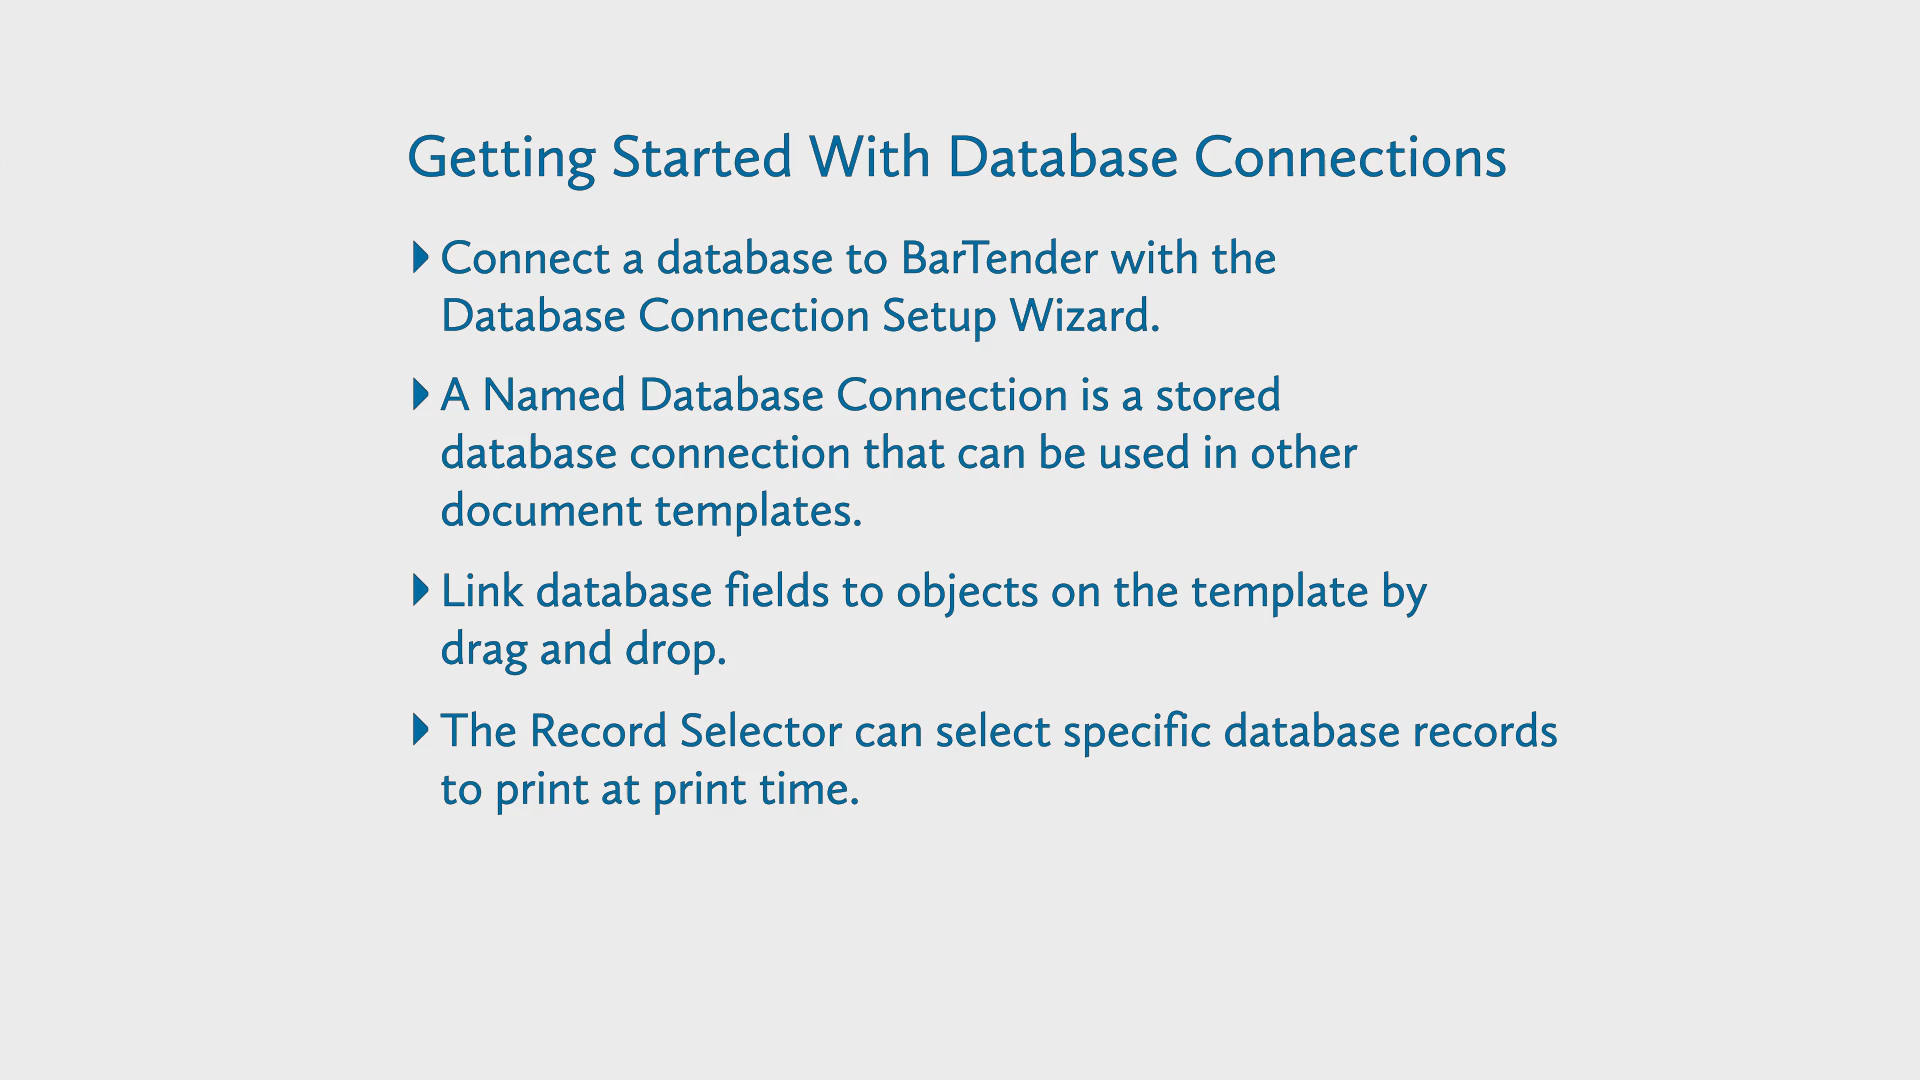 Getting Started With Database Connections
Connect a database to BarTender with the
Database Connection Setup Wizard.
A Named Database Connection is a stored
database connection that can be used in other
document templates.
Link database fields to objects on the template by
drag and drop.
The Record Selector can select specific database records
to print at print time.